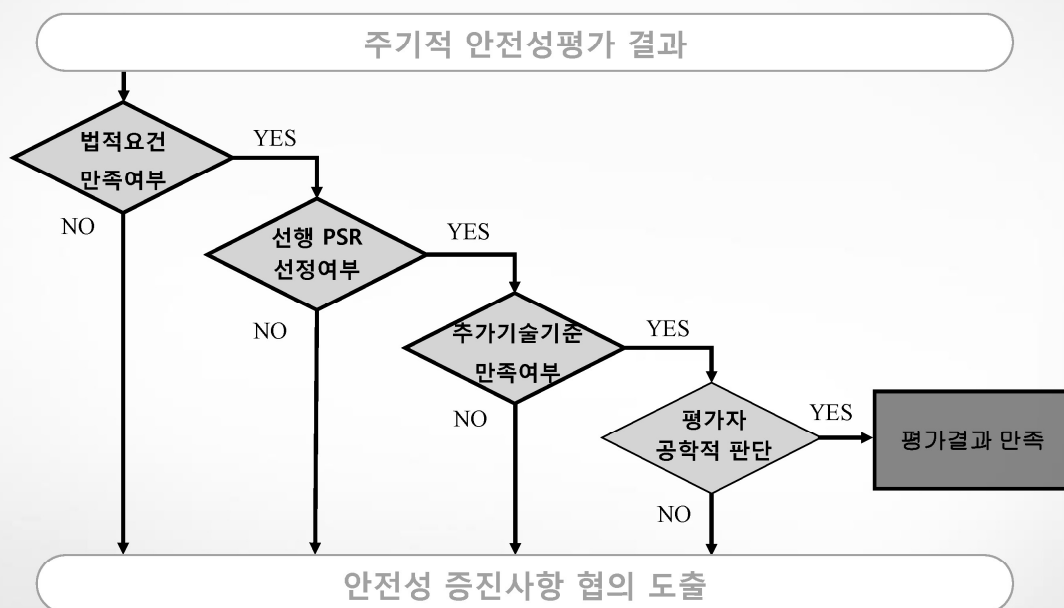 주기적 안전성평가 결과
법적요건
만족여부
YES
NO
선행 PSR
선정여부
YES
NO
추가기술기준
만족여부
YES
NO
평가자
공학적 판단
YES
NO
평가결과 만족
안전성 증진사항 협의 도출